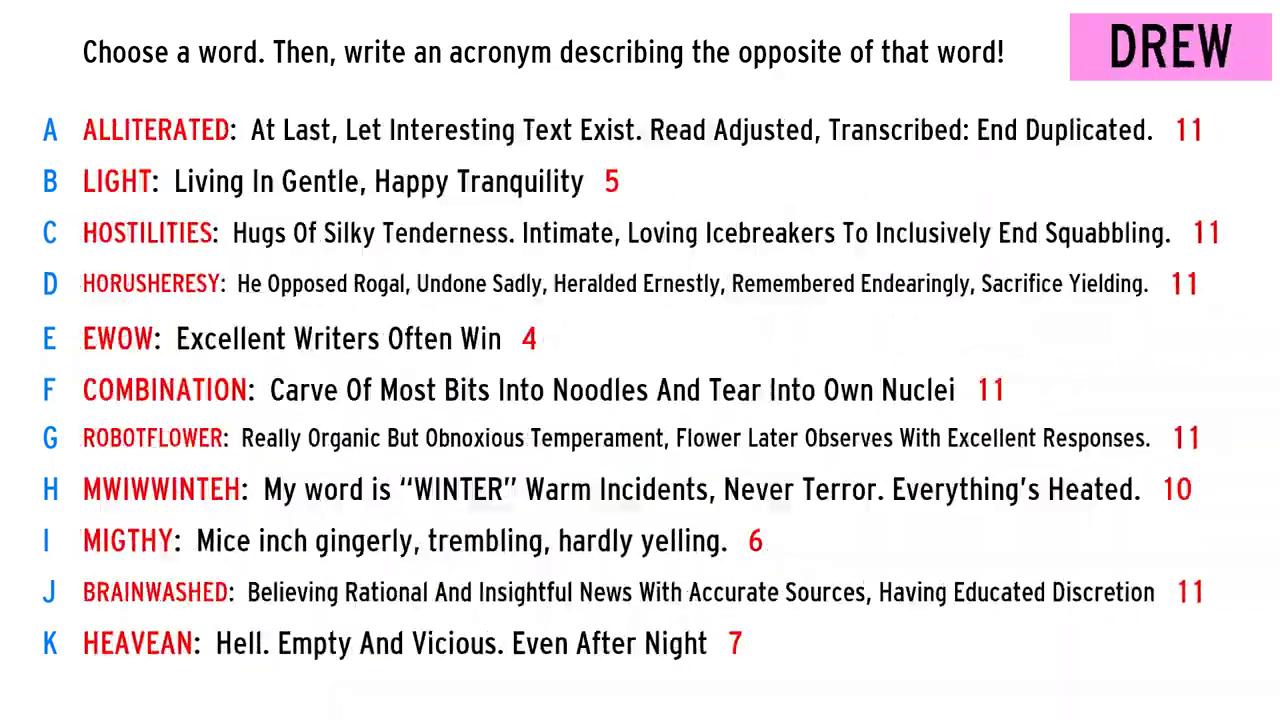 Choose a word. Then, write an acronym describing the opposite of that word!
DREW
A ALLITERATED: At Last, Let Interesting Text Exist. Read Adjusted, Transcribed: End Duplicated. 11
B LIGHT: Living In Gentle, Happy Tranquility 5
C HOSTILITIES: Hugs Of Silky Tenderness. Intimate, Loving Icebreakers To Inclusively End Squabbling. 11
D HORUSHERESY: He Opposed Rogal, Undone Sadly, Heralded Ernestly, Remembered Endearingly, Sacrifice Yielding. 11
E EWOW: Excellent Writers Often Win 4
F COMBINATION: Carve Of Most Bits Into Noodles And Tear Into Own Nuclei 11
G ROBOTFLOWER: Really Organic But Obnoxious Temperament, Flower Later Observes With Excellent Responses. 11
H MWIWWINTEH: My word is “WINTER” Warm Incidents, Never Terror. Everything’s Heated. 10
I MIGTHY: Mice inch gingerly, trembling, hardly yelling. 6
J BRAINWASHED: Believing Rational And Insightful News With Accurate Sources, Having Educated Discretion 11
K HEAVEAN: Hell. Empty And Vicious. Even After Night 7